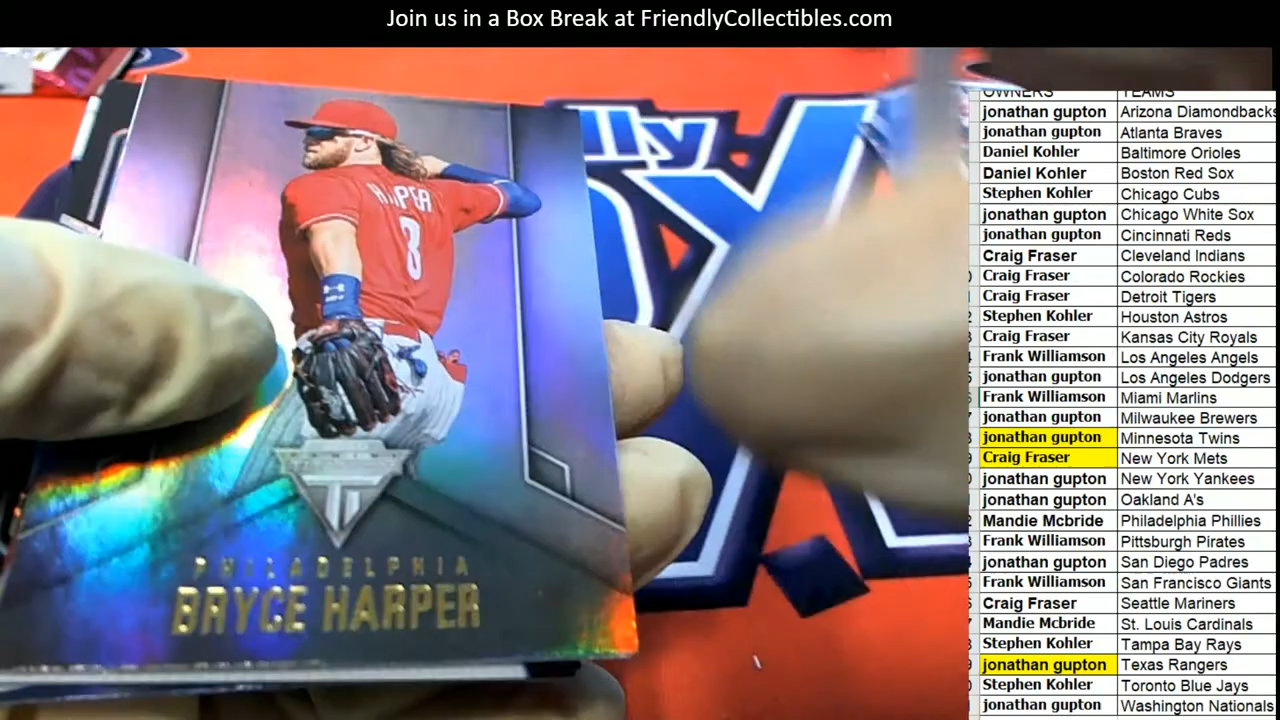 Join us in a Box Break at FriendlyCollectibles.com
OWNERS TEAMS
jonathan gupton Arizona Diamondbacks
jonathan gupton Atlanta Braves
Daniel Kohler Baltimore Orioles
Daniel Kohler Boston Red Sox
Stephen Kohler Chicago Cubs
jonathan gupton Chicago White Sox
jonathan gupton Cincinnati Reds
Craig Fraser Cleveland Indians
Craig Fraser Colorado Rockies
Craig Fraser Detroit Tigers
Stephen Kohler Houston Astros
Craig Fraser Kansas City Royals
Frank Williamson Los Angeles Angels
jonathan gupton Los Angeles Dodgers
Frank Williamson Miami Marlins
jonathan gupton Milwaukee Brewers
jonathan gupton Minnesota Twins
Craig Fraser New York Mets
jonathan gupton New York Yankees
jonathan gupton Oakland A's
Mandie Mcbride Philadelphia Phillies
Frank Williamson Pittsburgh Pirates
jonathan gupton San Diego Padres
Frank Williamson San Francisco Giants
Craig Fraser Seattle Mariners
Mandie Mcbride St. Louis Cardinals
Stephen Kohler Tampa Bay Rays
jonathan gupton Texas Rangers
Stephen Kohler Toronto Blue Jays
jonathan gupton Washington Nationals
HARPER
3
PHILADELPHIA
BRYCE HARPER